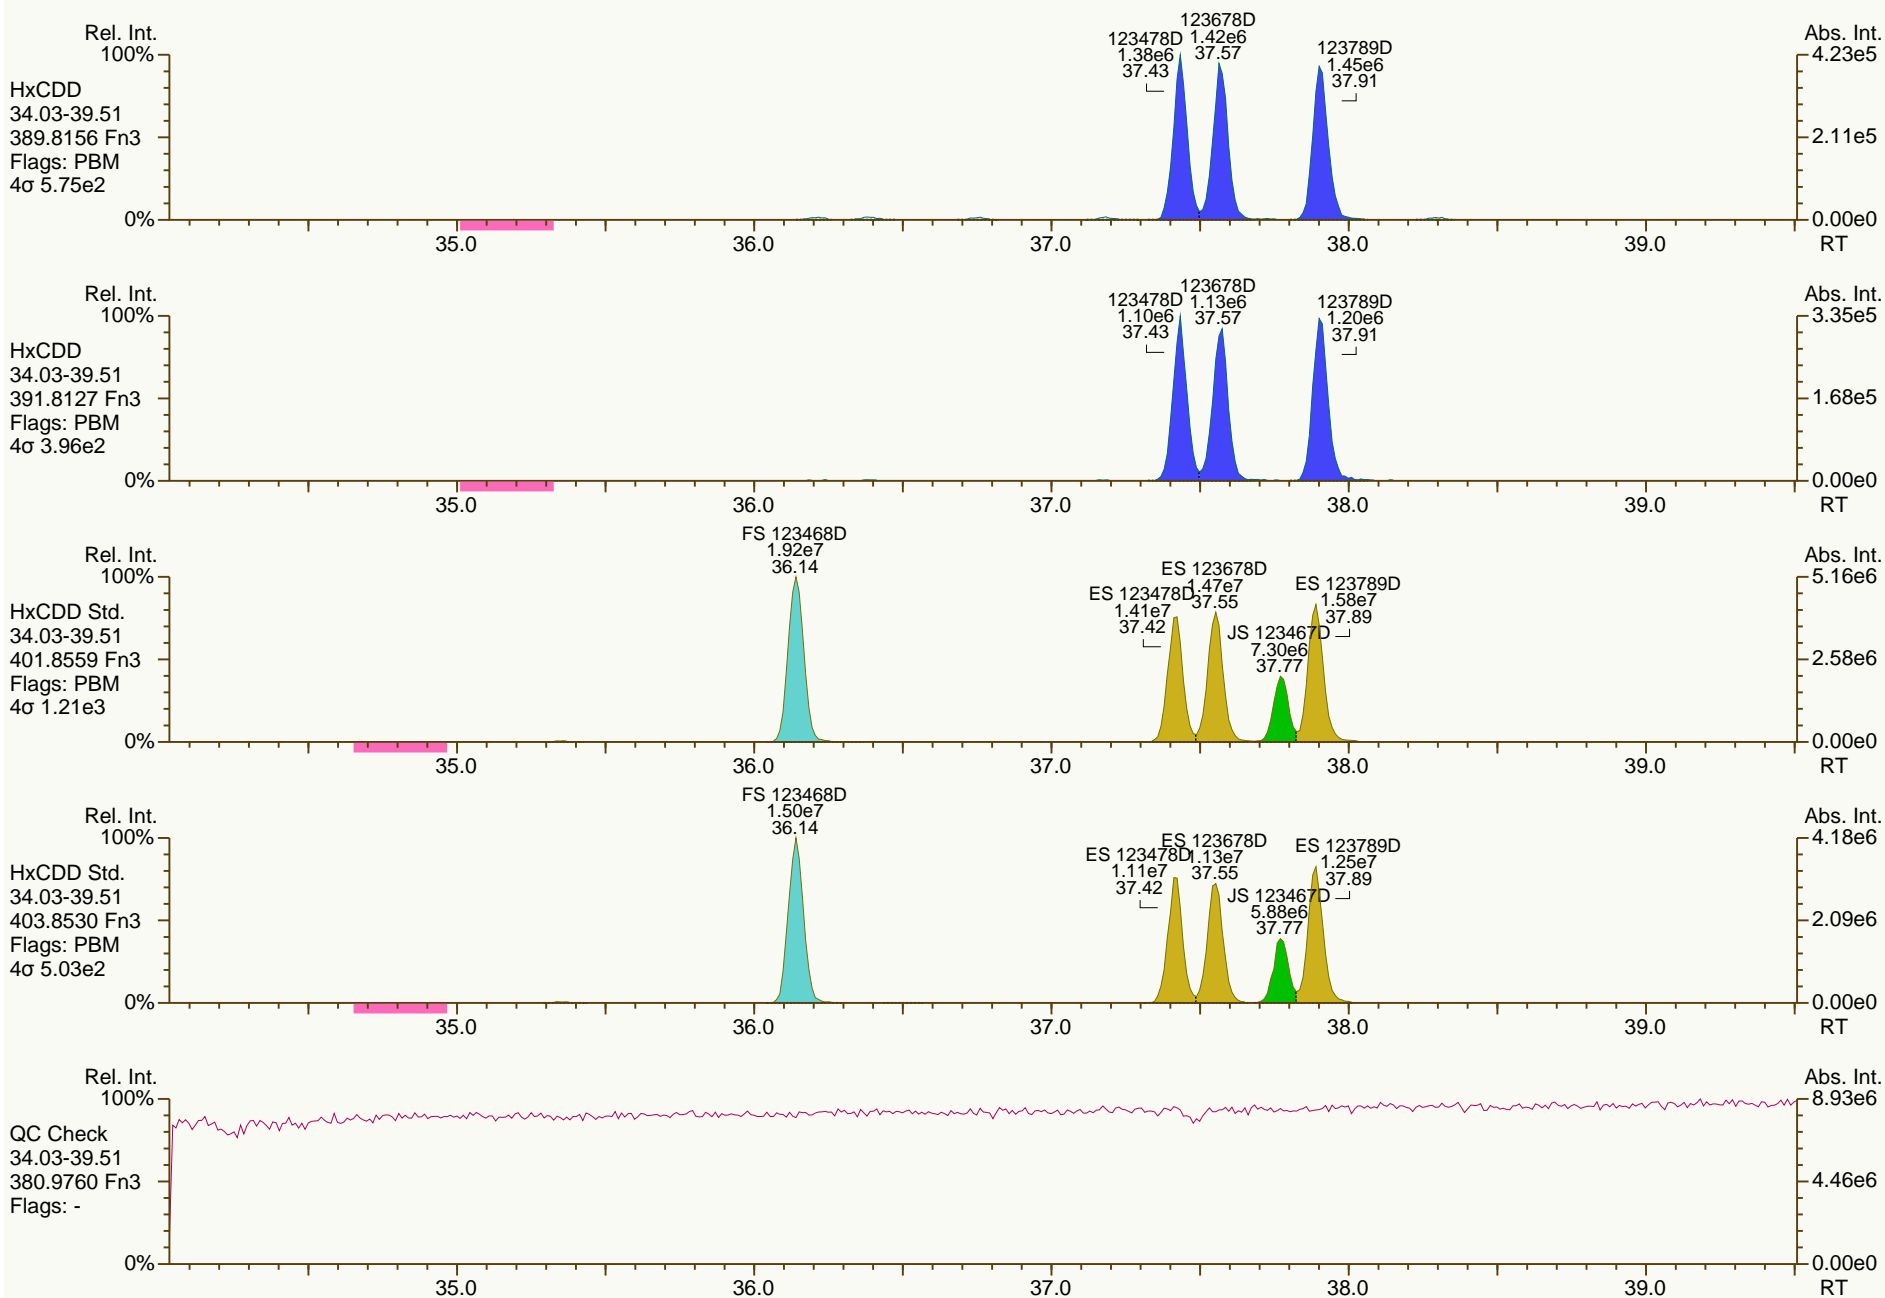 Rel. Int.
Abs. Int.
100%
0%
HxCDD
34.03-39.51
389.8156 Fn3
Flags: PBM
4σ 5.75e2
123478D
1.38e6
37.43
123678D
1.42e6
37.57
123789D
1.45e6
37.91
4.23e5
2.11e5
0.00e0
35.0 36.0 37.0 38.0 39.0 RT
Rel. Int.
Abs. Int.
100%
0%
HxCDD
34.03-39.51
391.8127 Fn3
Flags: PBM
4σ 3.96e2
123478D
1.10e6
37.43
123678D
1.13e6
37.57
123789D
1.20e6
37.91
3.35e5
1.68e5
0.00e0
35.0 36.0 37.0 38.0 39.0 RT
Rel. Int.
Abs. Int.
100%
0%
HxCDD Std.
34.03-39.51
401.8559 Fn3
Flags: PBM
4σ 1.21e3
FS 123468D
1.92e7
36.14
ES 123478D
1.41e7
37.42
ES 123678D
1.47e7
37.55
JS 123467D
7.30e6
37.77
ES 123789D
1.58e7
37.89
5.16e6
2.58e6
0.00e0
35.0 36.0 37.0 38.0 39.0 RT
Rel. Int.
Abs. Int.
100%
0%
HxCDD Std.
34.03-39.51
403.8530 Fn3
Flags: PBM
4σ 5.03e2
FS 123468D
1.50e7
36.14
ES 123478D
1.11e7
37.42
ES 123678D
1.13e7
37.55
JS 123467D
5.88e6
37.77
ES 123789D
1.25e7
37.89
4.18e6
2.09e6
0.00e0
35.0 36.0 37.0 38.0 39.0 RT
Rel. Int.
Abs. Int.
100%
0%
QC Check
34.03-39.51
380.9760 Fn3
Flags: -
8.93e6
4.46e6
0.00e0
35.0 36.0 37.0 38.0 39.0 RT